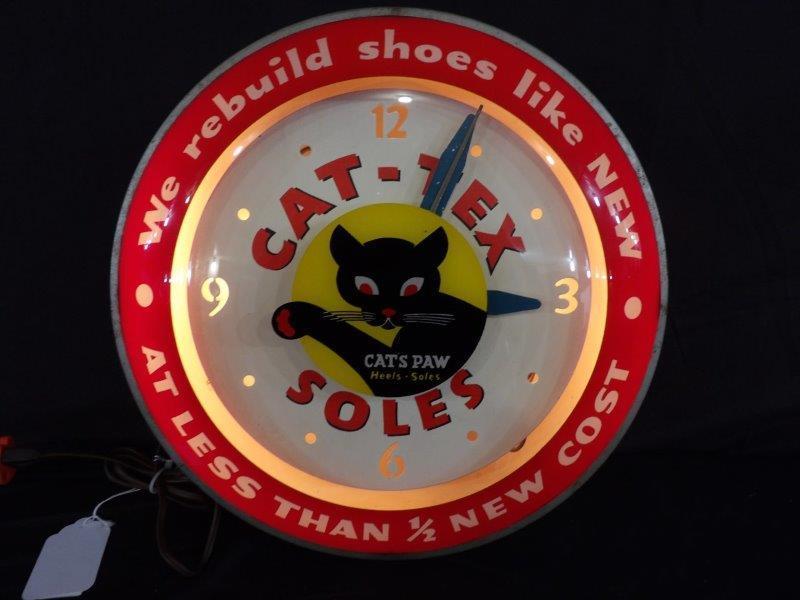 We rebuild shoes like NEW
AT LESS THAN ½ NEW COST
12
CAT-TEX
9
3
CAT'S PAW
Heels - Soles
SOLES
6